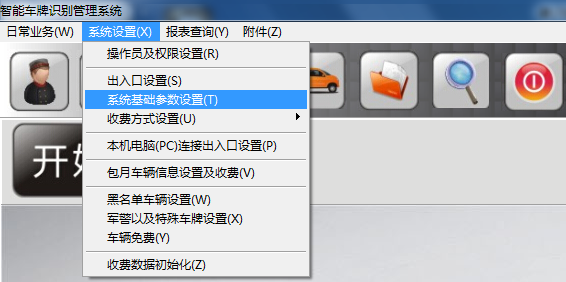 智能车牌识别管理系统
日常业务(W) 系统设置(X) 报表查询(Y) 附件(Z)
操作员及权限设置(R)
出入口设置(S)
系统基础参数设置(T)
收费方式设置(U)
本机电脑(PC)连接出入口设置(P)
包月车辆信息设置及收费(V)
黑名单车辆设置(W)
军警以及特殊车牌设置(X)
车辆免费(Y)
收费数据初始化(Z)
开